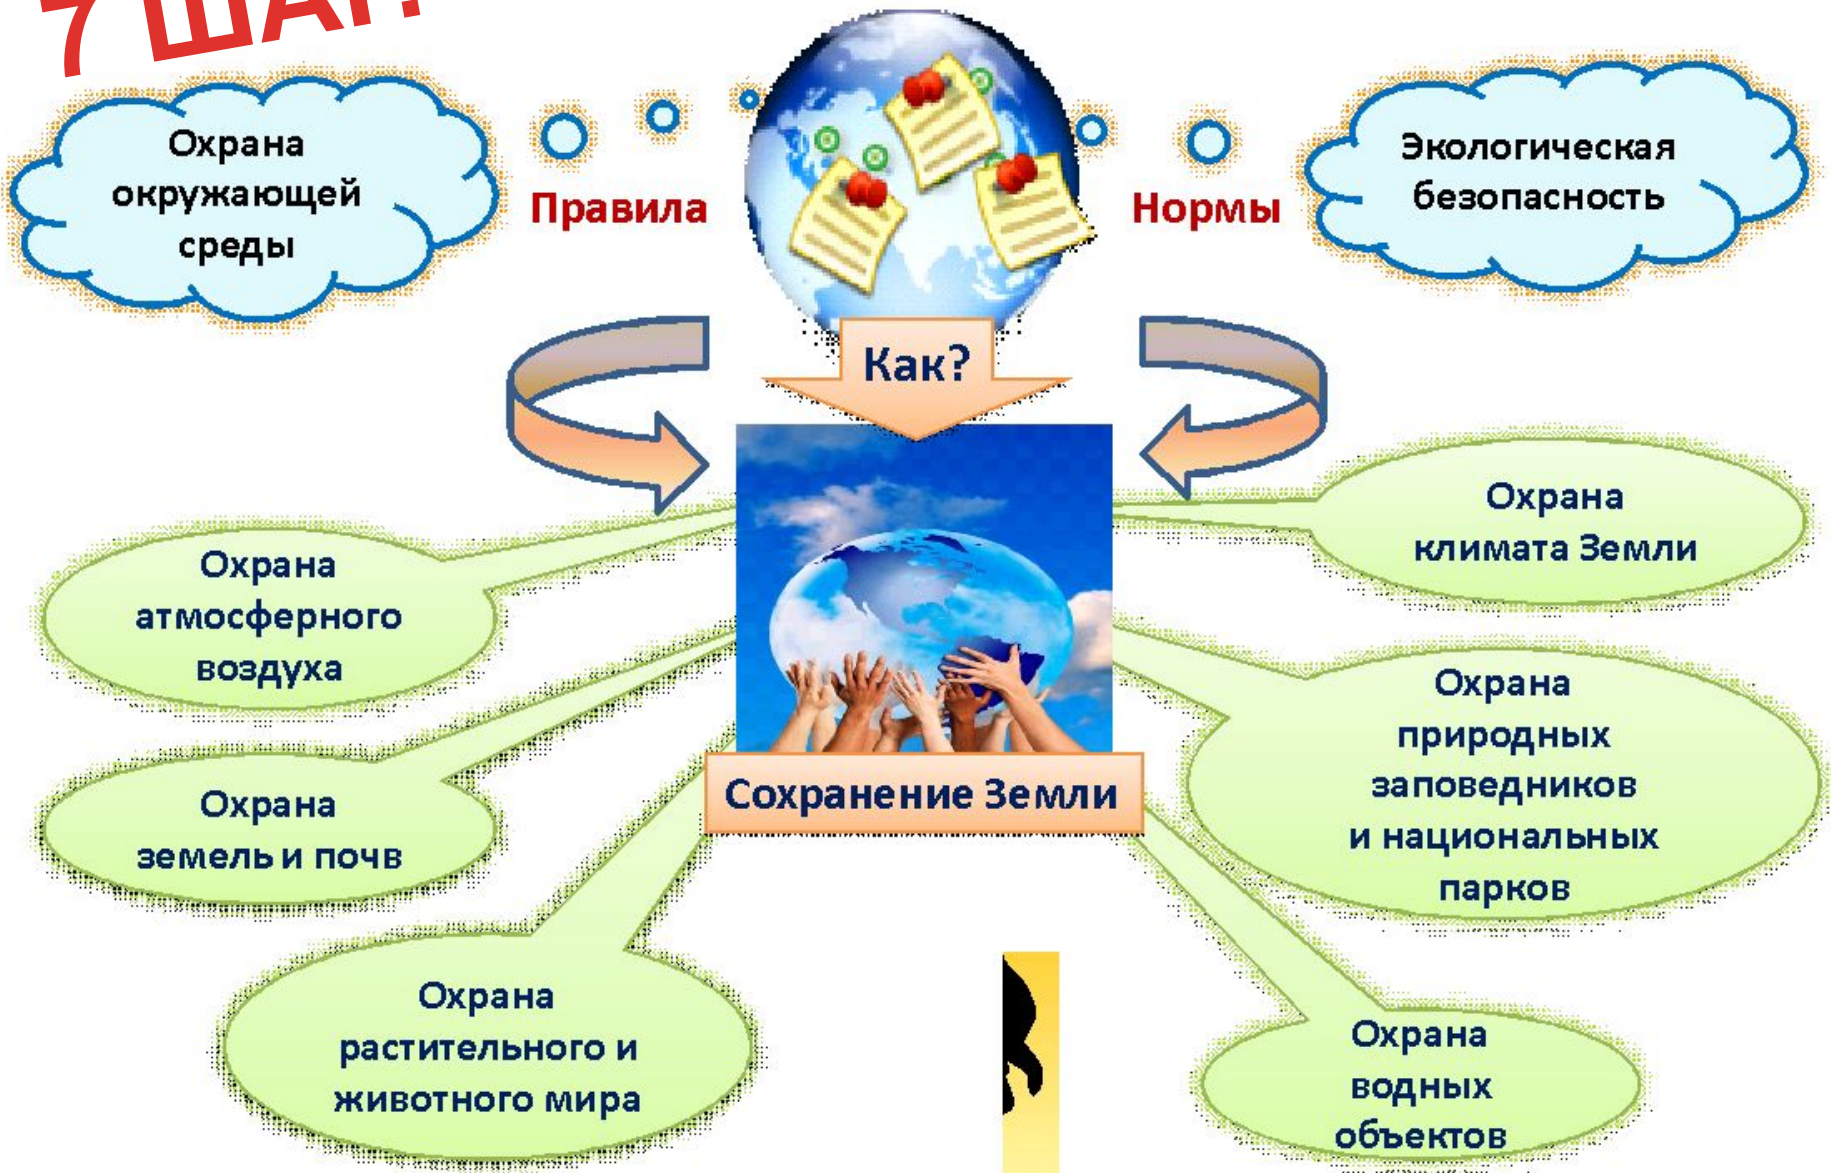 7 ШАГ.
Охрана
окружающей
среды
Правила
Нормы
Экологическая
безопасность
Как?
Охрана
атмосферного
воздуха
Охрана
климата Земли
Охрана
земель и почв
Охрана
природных
заповедников
и национальных
парков
Сохранение Земли
Охрана
растительного и
животного мира
Охрана
водных
объектов